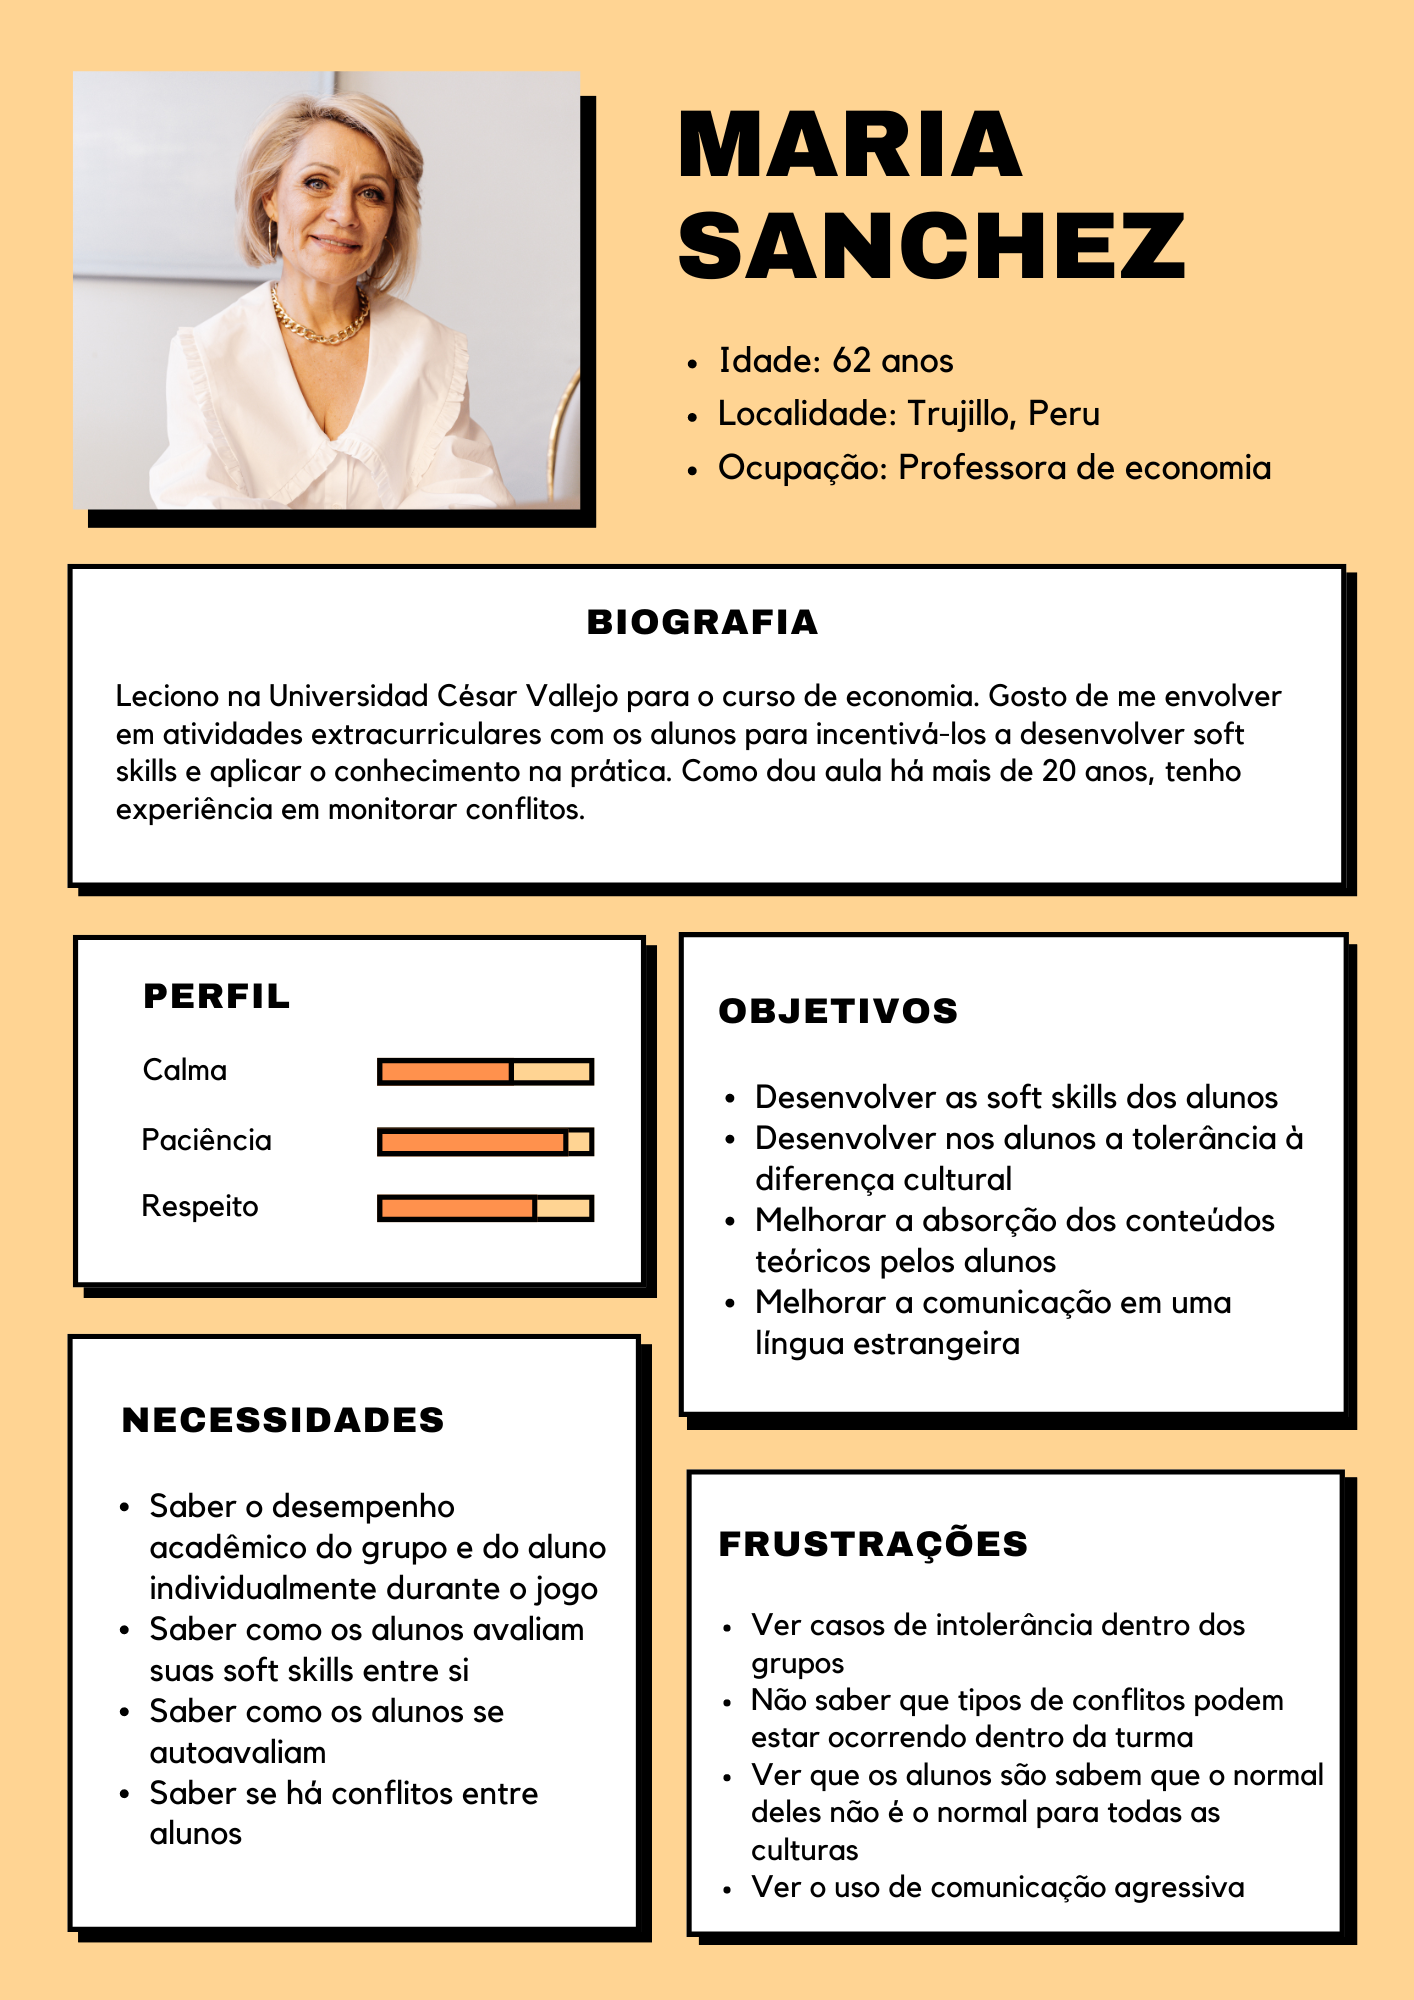 MARIA
SANCHEZ
• Idade: 62 anos
• Localidade: Trujillo, Peru
• Ocupação: Professora de economia
BIOGRAFIA
Leciono na Universidad César Vallejo para o curso de economia. Gosto de me envolver
em atividades extracurriculares com os alunos para incentivá-los a desenvolver soft
skills e aplicar o conhecimento na prática. Como dou aula há mais de 20 anos, tenho
experiência em monitorar conflitos.
PERFIL
Calma
Paciência
Respeito
OBJETIVOS
• Desenvolver as soft skills dos alunos
• Desenvolver nos alunos a tolerância à
diferença cultural
• Melhorar a absorção dos conteúdos
teóricos pelos alunos
• Melhorar a comunicação em uma
língua estrangeira
NECESSIDADES
• Saber o desempenho
acadêmico do grupo e do aluno
individualmente durante o jogo
• Saber como os alunos avaliam
suas soft skills entre si
• Saber como os alunos se
autoavaliam
• Saber se há conflitos entre
alunos
FRUSTRAÇÕES
• Ver casos de intolerância dentro dos
grupos
• Não saber que tipos de conflitos podem
estar ocorrendo dentro da turma
• Ver que os alunos são sabem que o normal
deles não é o normal para todas as
culturas
• Ver o uso de comunicação agressiva